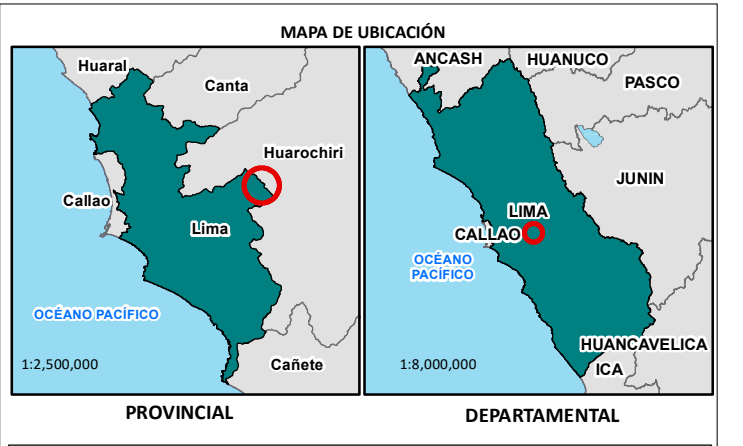 MAPA DE UBICACIÓN
Huaral
Canta
Huarochiri
Callao
Lima
OCÉANO PACÍFICO
Cañete
1:2,500,000
PROVINCIAL
ANCASH
HUANUCO
PASCO
JUNIN
LIMA
CALLAO
OCÉANO
PACÍFICO
HUANCAVELICA
1:8,000,000
ICA
DEPARTAMENTAL